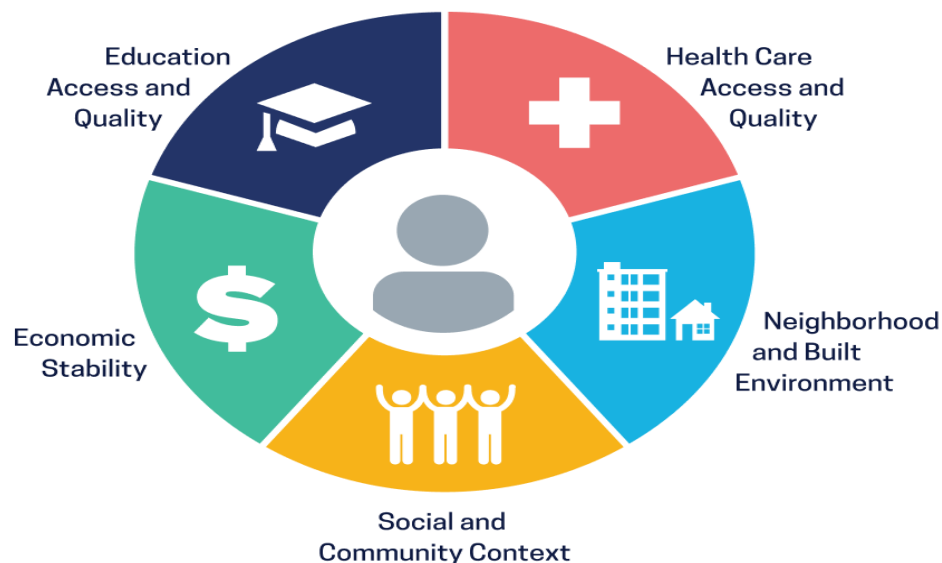 Education
Access and
Quality
Health Care
Access and
Quality
Economic
Stability
Neighborhood
and Built
Environment
Social and
Community Context